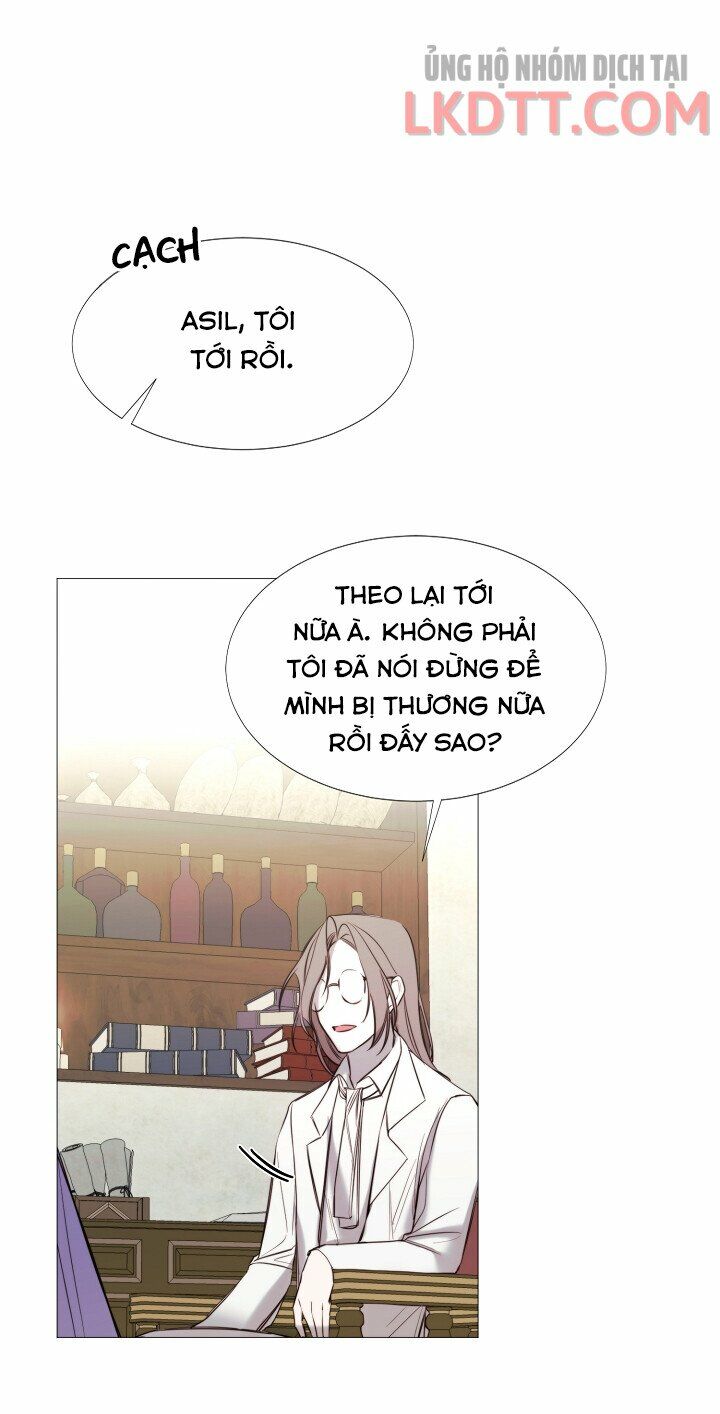 ỦNG HỘ NHÓM DỊCH TẠI
LKDTT.COM
CẠCH
ASIL, TÔI
TỚI RỒI.
THEO LẠI TỚI
NỮA À. KHÔNG PHẢI
TÔI ĐÃ NÓI ĐỪNG ĐỂ
MÌNH BỊ THƯƠNG NỮA
RỒI ĐẤY SAO?